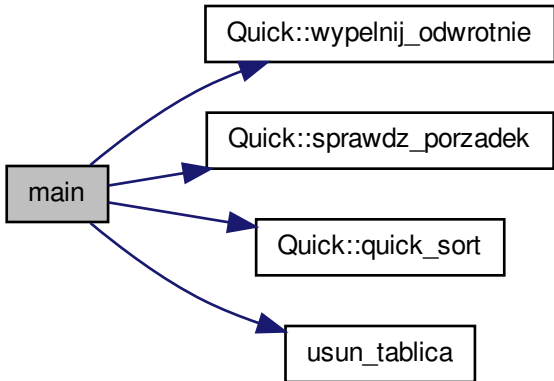 Quick::wypelnij_odwrotnie
Quick::sprawdz_porzadek
main
Quick::quick_sort
usun_tablica